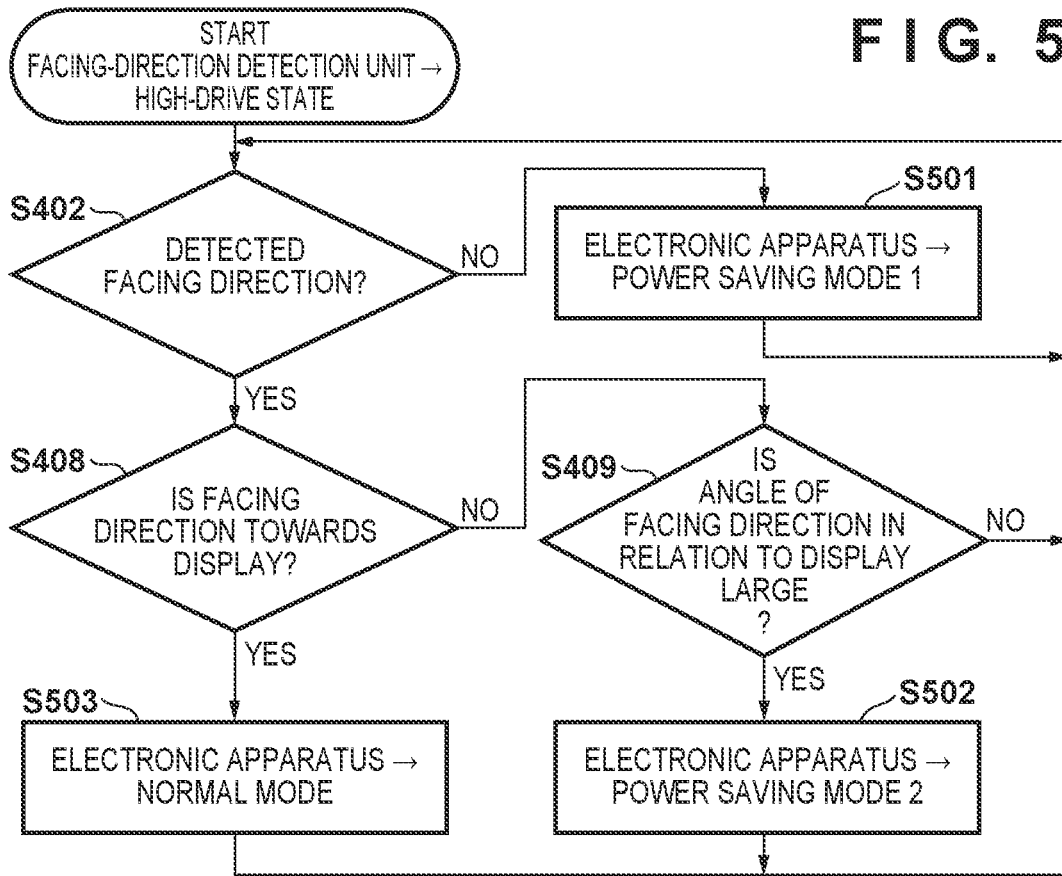 FIG. 5
START
FACING-DIRECTION DETECTION UNIT →
HIGH-DRIVE STATE
S402
DETECTED
FACING DIRECTION?
NO
YES
S501
ELECTRONIC APPARATUS →
POWER SAVING MODE 1
S408
IS FACING
DIRECTION TOWARDS
DISPLAY?
NO
YES
S409
IS
ANGLE OF
FACING DIRECTION IN
RELATION TO DISPLAY
LARGE
?
NO
YES
S503
ELECTRONIC APPARATUS →
NORMAL MODE
S502
ELECTRONIC APPARATUS →
POWER SAVING MODE 2